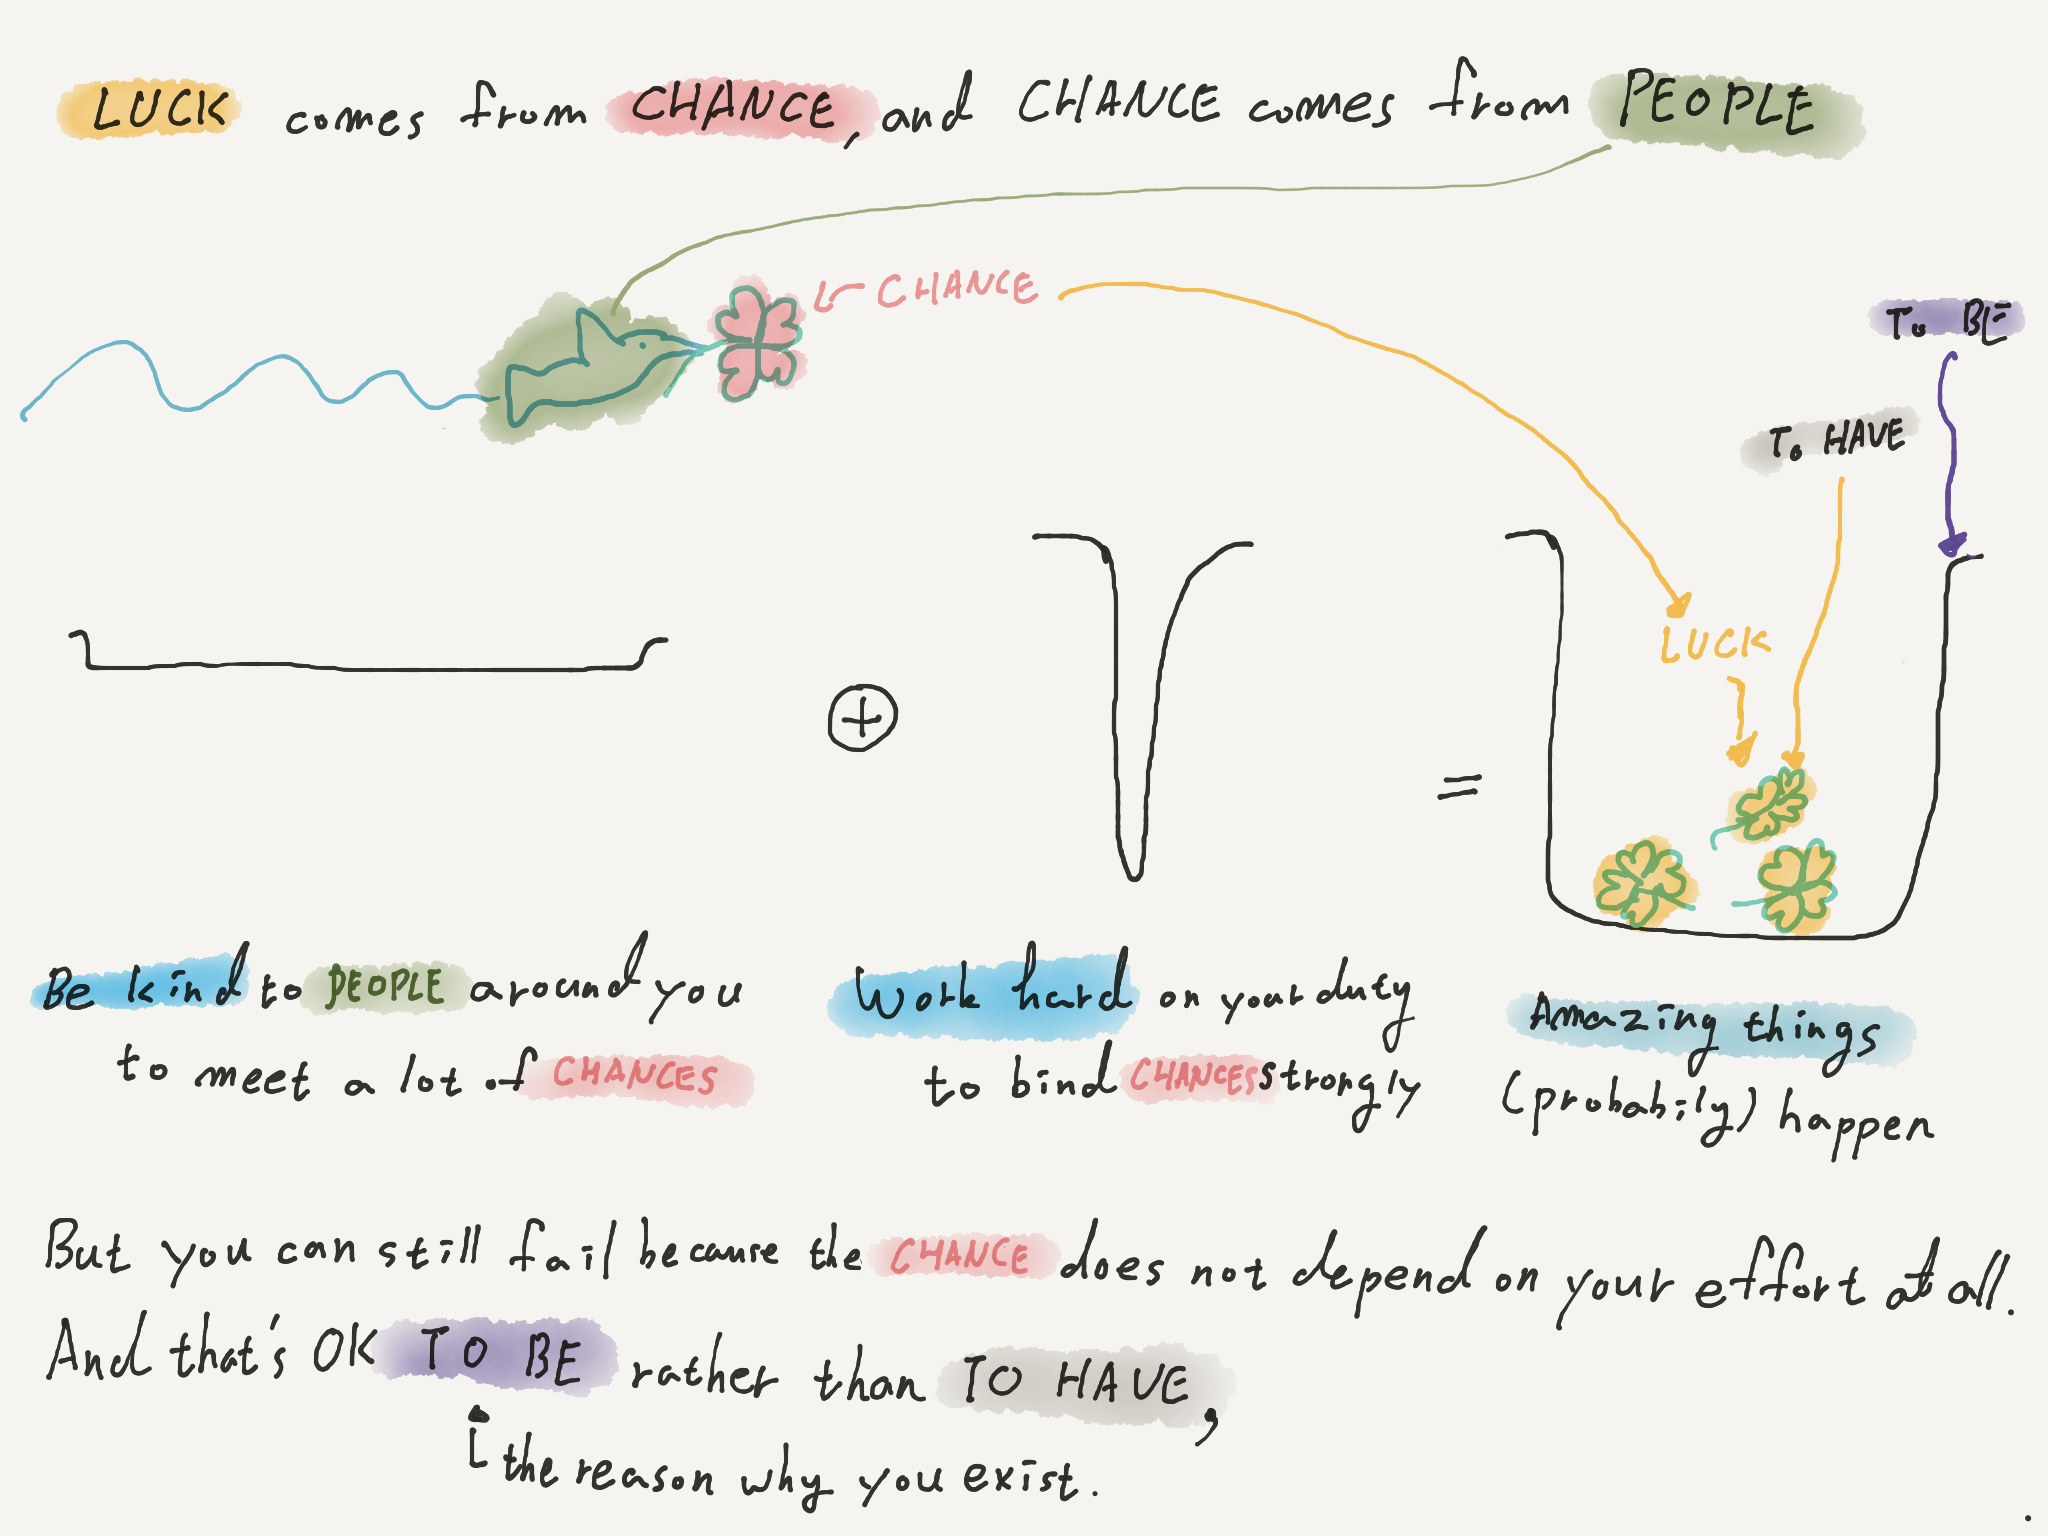 LUCK comes from CHANCE, and CHANCE comes from PEOPLE
CHANCE
TO BE
TO HAVE
LUCK
+
=
Be kind to PEOPLE around you
to meet a lot of CHANCES
Work hard on your duty
to bind CHANCES strongly
Amazing things
(probabily) happen
But you can still fail because the CHANCE does not depend on your effort at all.
And that's OK TO BE rather than TO HAVE,
the reason why you exist.